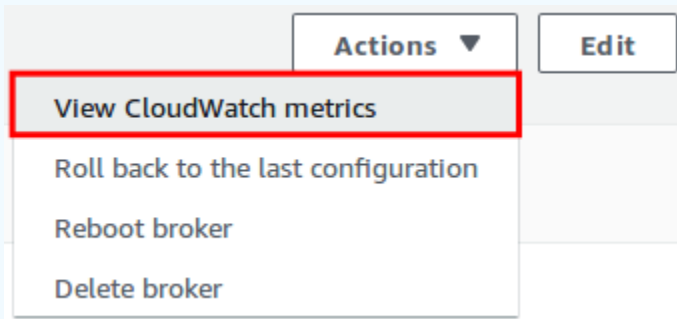 Actions ▼ Edit
View CloudWatch metrics
Roll back to the last configuration
Reboot broker
Delete broker